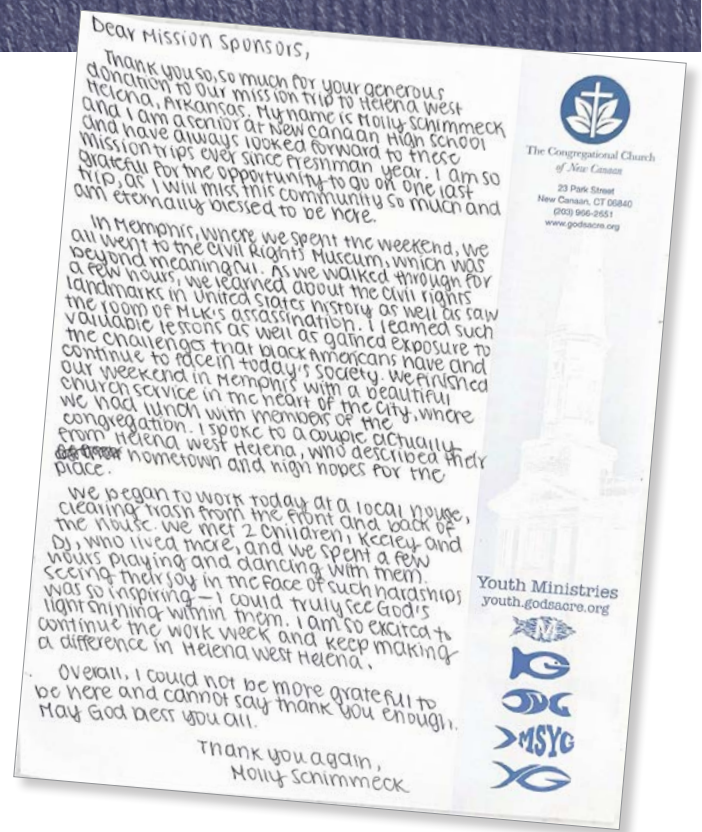 Dear Mission Sponsors,
Thank you so, so much for your generous
donation to our mission trip to Helena West
Helena, Arkansas. My name is Molly Schimmeck
and I am a senior at New Canaan High School
and have always looked forward to these
mission trips ever since freshman year. I am so
grateful for the opportunity to go on one last
trip, as I will miss this community so much and
am eternally blessed to be here.
In Memphis, where we spent the weekend, we
all went to the Civil Rights Museum, which was
beyond meaningful. As we walked through for
a few hours, we learned about the civil rights
landmarks in United States history as well as saw
the room of MLK's assassination. I learned such
valuable lessons as well as gained exposure to
the challenges that black Americans have and
continue to face in today's society. We finished
our weekend in Memphis with a beautiful
church service in the heart of the city, where
we had lunch with members of the
congregation. I spoke to a couple actually
from Helena West Helena, who described their
hometown and high hopes for the
place.
We began to work today at a local house,
clearing trash from the front and back of
the house. We met 2 children, Keeley and
DJ, who lived there, and we spent a few
hours playing and dancing with them.
Seeing their joy in the face of such hardships
was so inspiring – I could truly see God's
light shining within them. I am so excited to
continue the work week and keep making
a difference in Helena West Helena.
Overall, I could not be more grateful to
be here and cannot say thank you enough.
May God bless you all.
Thank you again,
Molly Schimmeck
The Congregational Church
of New Canaan
23 Park Street
New Canaan, CT 06840
(203) 966-2651
www.godsacre.org
Youth Ministries
youth.godsacre.org
M
G
MSYG
YG